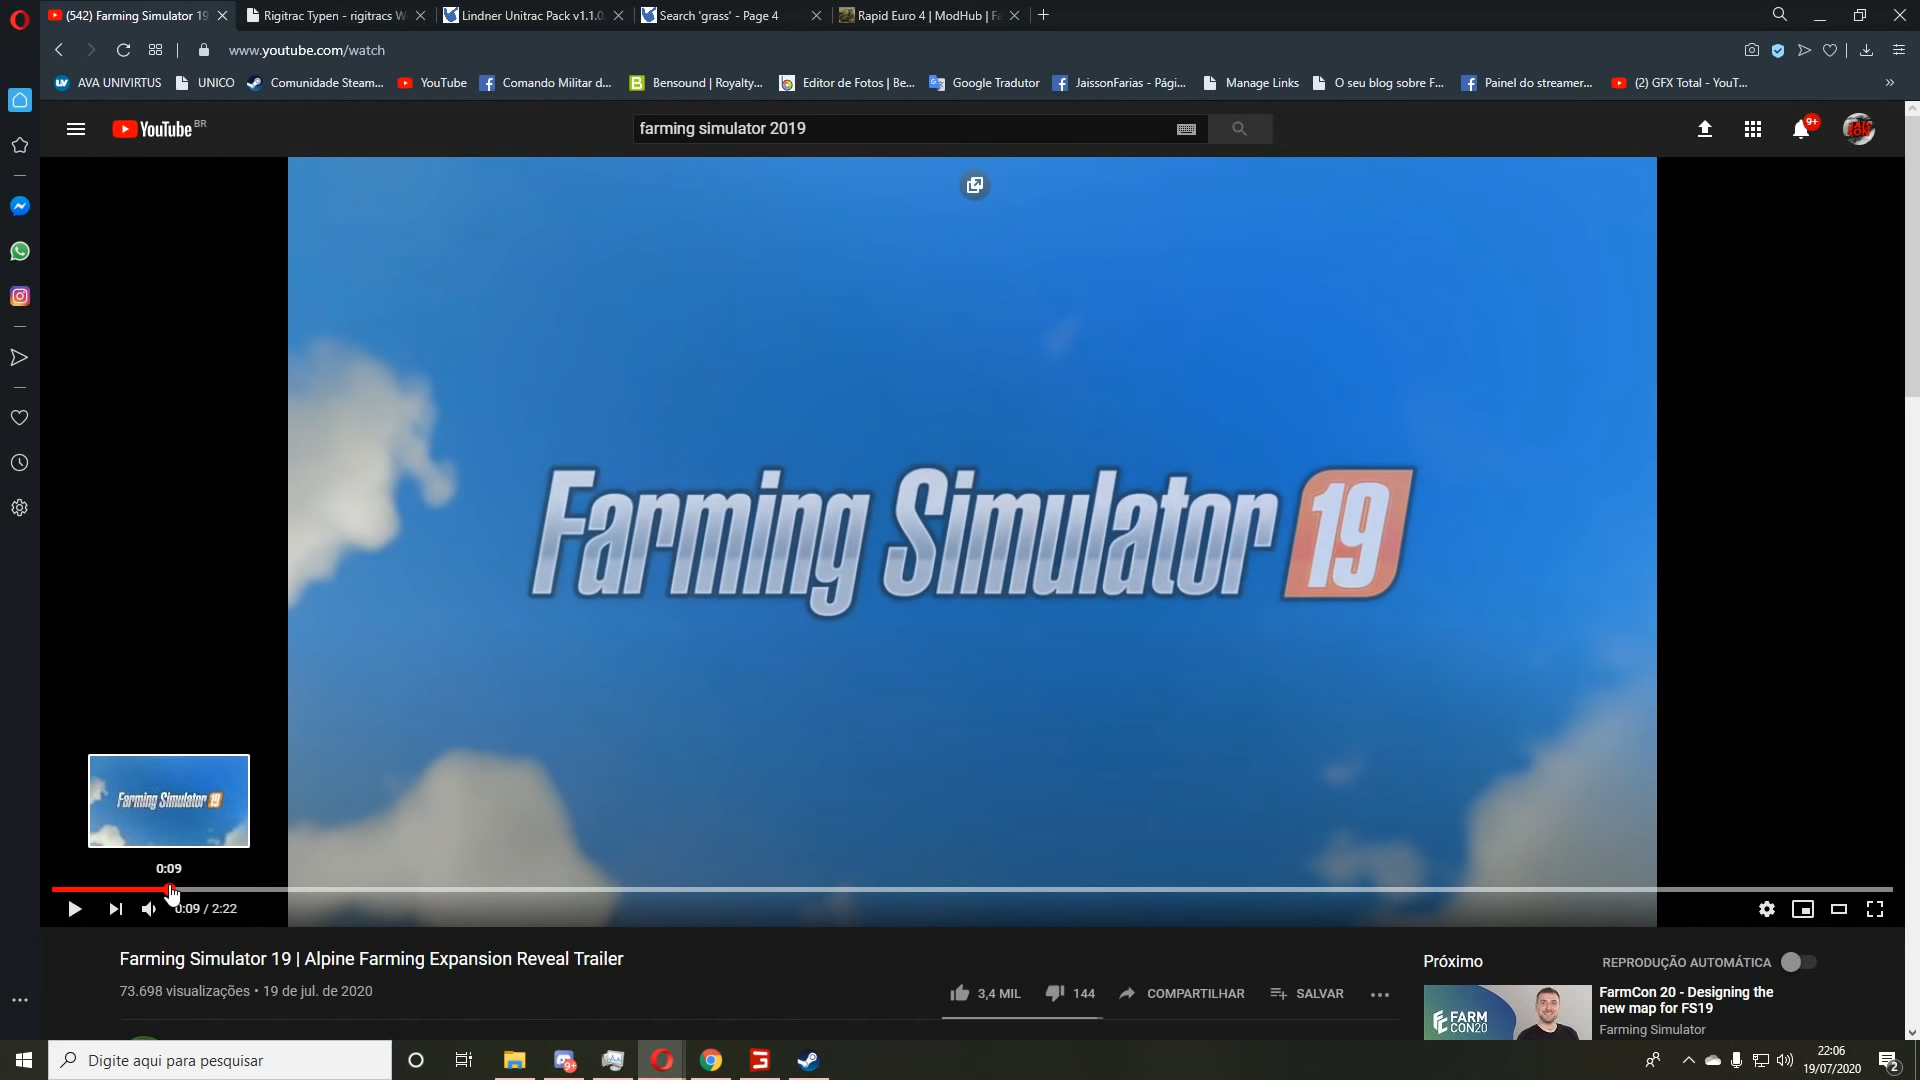 (542) Farming Simulator 19
Rigitrac Typen - rigitracs W
Lindner Unitrac Pack v1.1.0.
Search 'grass' - Page 4
Rapid Euro 4 | ModHub | Fa
www.youtube.com/watch
AVA UNIVIRTUS
UNICO
Comunidade Steam...
YouTube
Comando Militar d...
Bensound | Royalty...
Editor de Fotos | Be...
Google Tradutor
JaissonFarias - Pági...
Manage Links
O seu blog sobre F...
Painel do streamer...
(2) GFX Total - YouT...
YouTube BR
farming simulator 2019
9+
Farming Simulator 19
Farming Simulator 19
0:09
0:09 / 2:22
Farming Simulator 19 | Alpine Farming Expansion Reveal Trailer
73.698 visualizações • 19 de jul. de 2020
3,4 MIL
144
COMPARTILHAR
SALVAR
Próximo
REPRODUÇÃO AUTOMÁTICA
FARM
CON20
FarmCon 20 - Designing the
new map for FS19
Farming Simulator
Digite aqui para pesquisar
9+
22:06
19/07/2020
2